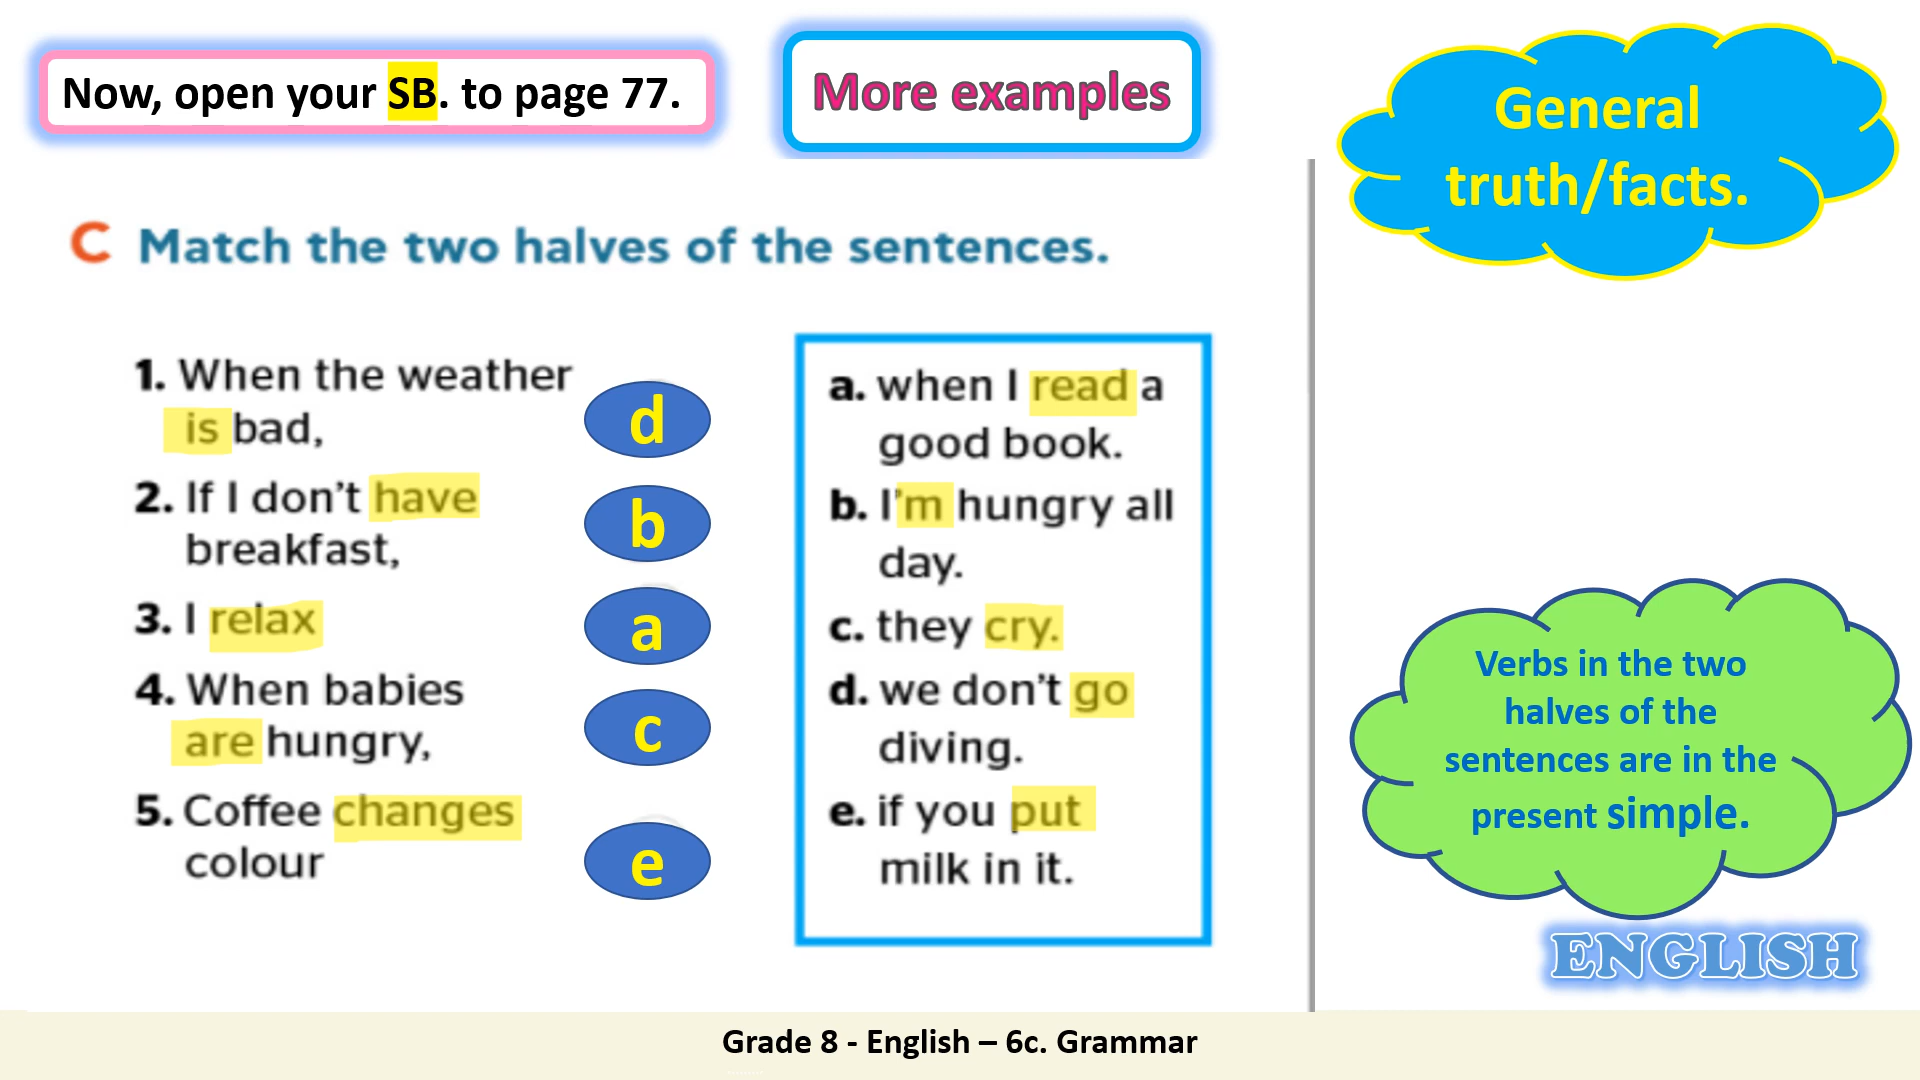 Now, open your SB. to page 77.
More examples
General
truth/facts.
C Match the two halves of the sentences.
1. When the weather
is bad,
d
2. If I don't have
breakfast,
b
3. I relax
a
4. When babies
are hungry,
c
5. Coffee changes
colour
e
a. when I read a
good book.
b. I'm hungry all
day.
c. they cry.
d. we don't go
diving.
e. if you put
milk in it.
Verbs in the two
halves of the
sentences are in the
present simple.
ENGLISH
Grade 8 - English – 6c. Grammar